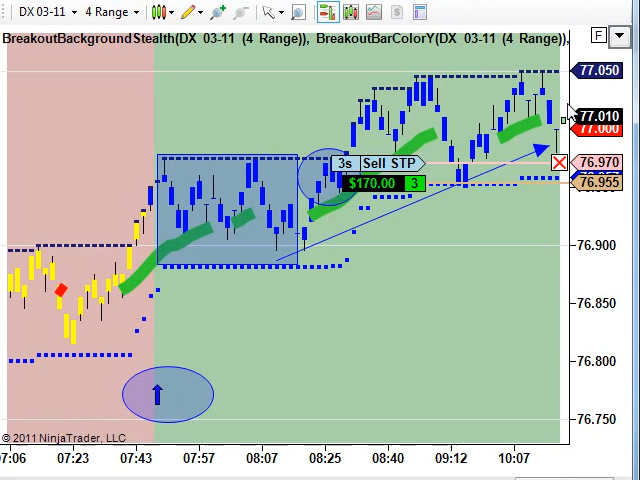 DX 03-11 4 Range
BreakoutBackgroundStealth(DX 03-11 (4 Range)), BreakoutBarColorY(DX 03-11 (4 Range)),
F
77.050
77.010
77.000
3s Sell STP
76.970
$170.00 3
76.955
76.900
76.850
76.800
76.750
© 2011 NinjaTrader, LLC
07:06 07:23 07:43 07:57 08:07 08:25 08:40 09:12 10:07